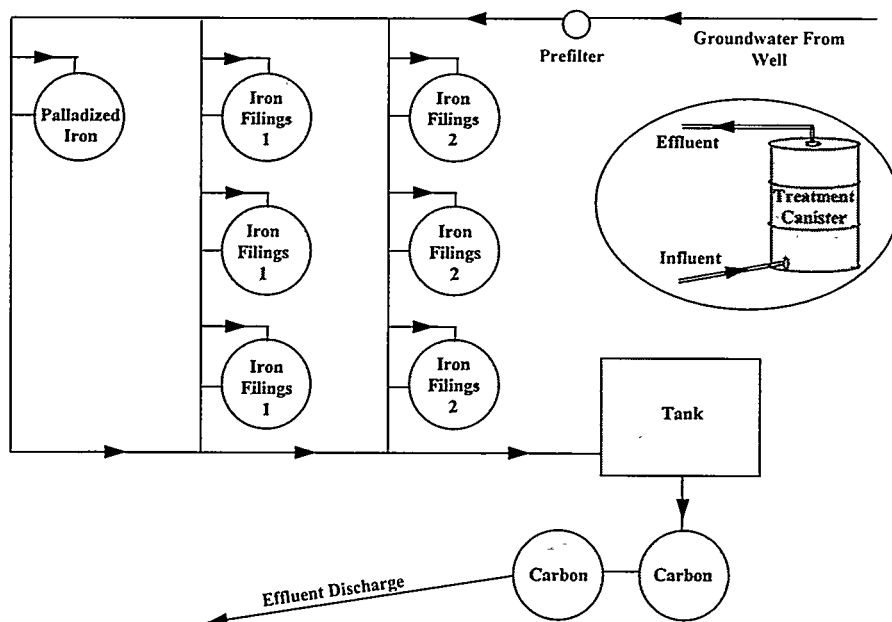 Prefilter
Groundwater From
Well
Palladized
Iron
Iron
Filings
1
Iron
Filings
2
Effluent
Treatment
Canister
Influent
Iron
Filings
1
Iron
Filings
2
Iron
Filings
1
Iron
Filings
2
Tank
Carbon
Carbon
Effluent Discharge